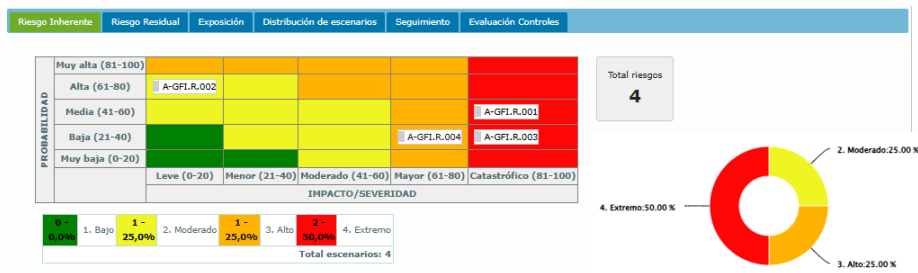 Riesgo Inherente Riesgo Residual Exposición Distribución de escenarios Seguimiento Evaluación Controles
PROBABILIDAD
Muy alta (81-100)
Alta (61-80) A-GFI.R.002
Media (41-60) A-GFI.R.001
Baja (21-40) A-GFI.R.004 A-GFI.R.003
Muy baja (0-20)
Leve (0-20) Menor (21-40) Moderado (41-60) Mayor (61-80) Catastrófico (81-100)
IMPACTO/SEVERIDAD
0 - 0,0% 1. Bajo 1 - 25,0% 2. Moderado 1 - 25,0% 3. Alto 2 - 50,0% 4. Extremo
Total escenarios: 4
Total riesgos
4
2. Moderado:25.00 %
4. Extremo:50.00 %
3. Alto:25.00 %